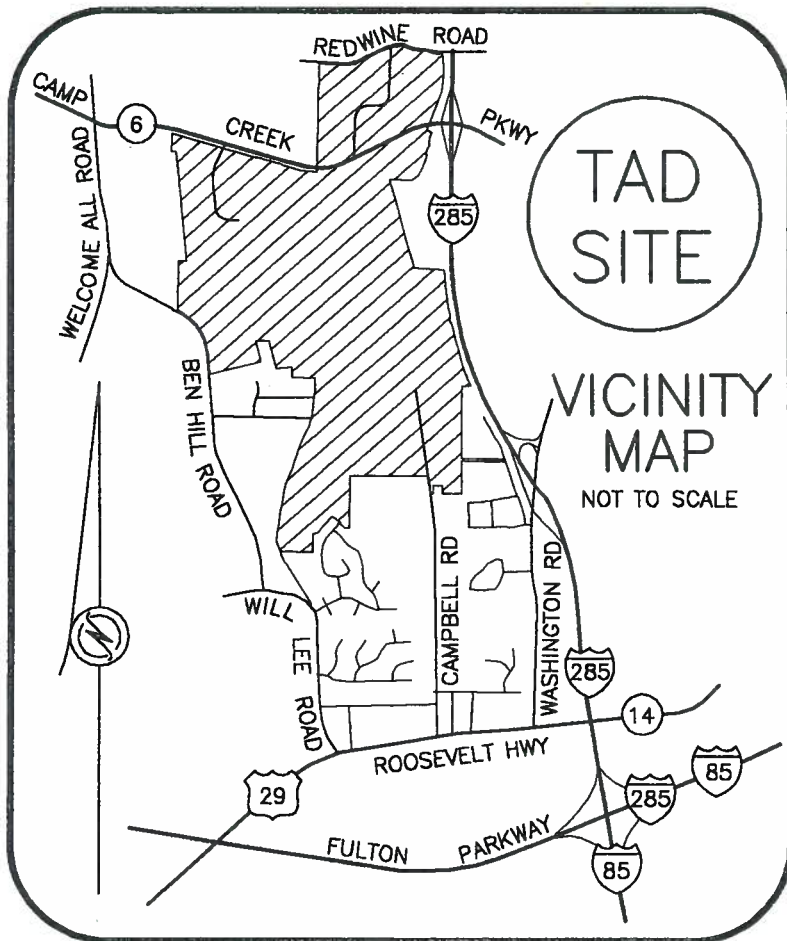 REDWINE ROAD
CAMP
6
CREEK
PKWY
WELCOME ALL ROAD
285
TAD
SITE
VICINITY
MAP
NOT TO SCALE
BEN HILL ROAD
WILL
LEE ROAD
CAMPBELL RD
WASHINGTON RD
N
285
14
ROOSEVELT HWY
29
85
285
FULTON PARKWAY
85